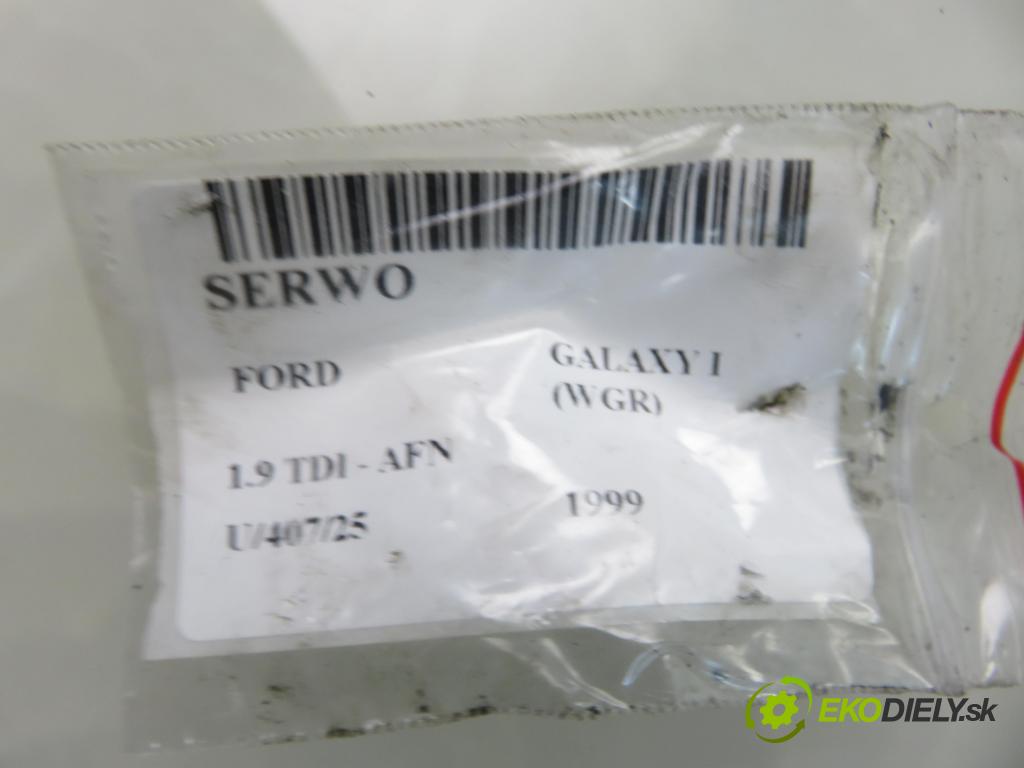 SERWO
FORD
GALAXY I
(WGR)
1.9 TDI - AFN
U/407/25
1999
EKODIELY.sk